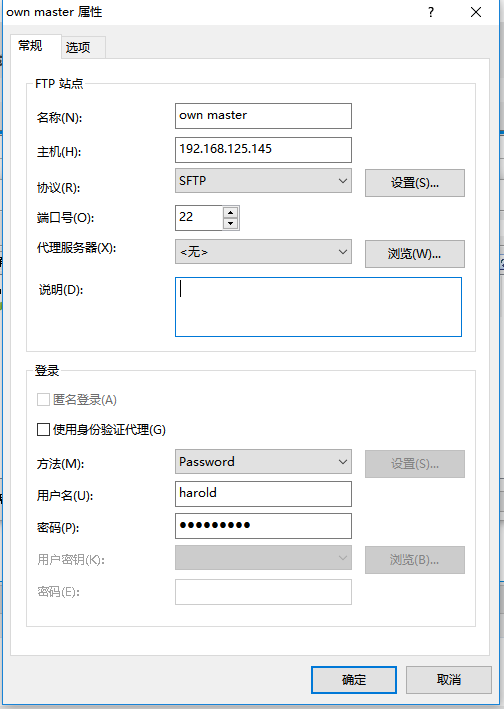 own master 属性
?
常规 选项
FTP 站点
名称(N): own master
主机(H): 192.168.125.145
协议(R): SFTP 设置(S)...
端口号(O): 22
代理服务器(X): <无> 浏览(W)...
说明(D):
登录
匿名登录(A)
使用身份验证代理(G)
方法(M): Password 设置(S)...
用户名(U): harold
密码(P): ●●●●●●●●●
用户密钥(K): 浏览(B)...
密码(E):
确定 取消